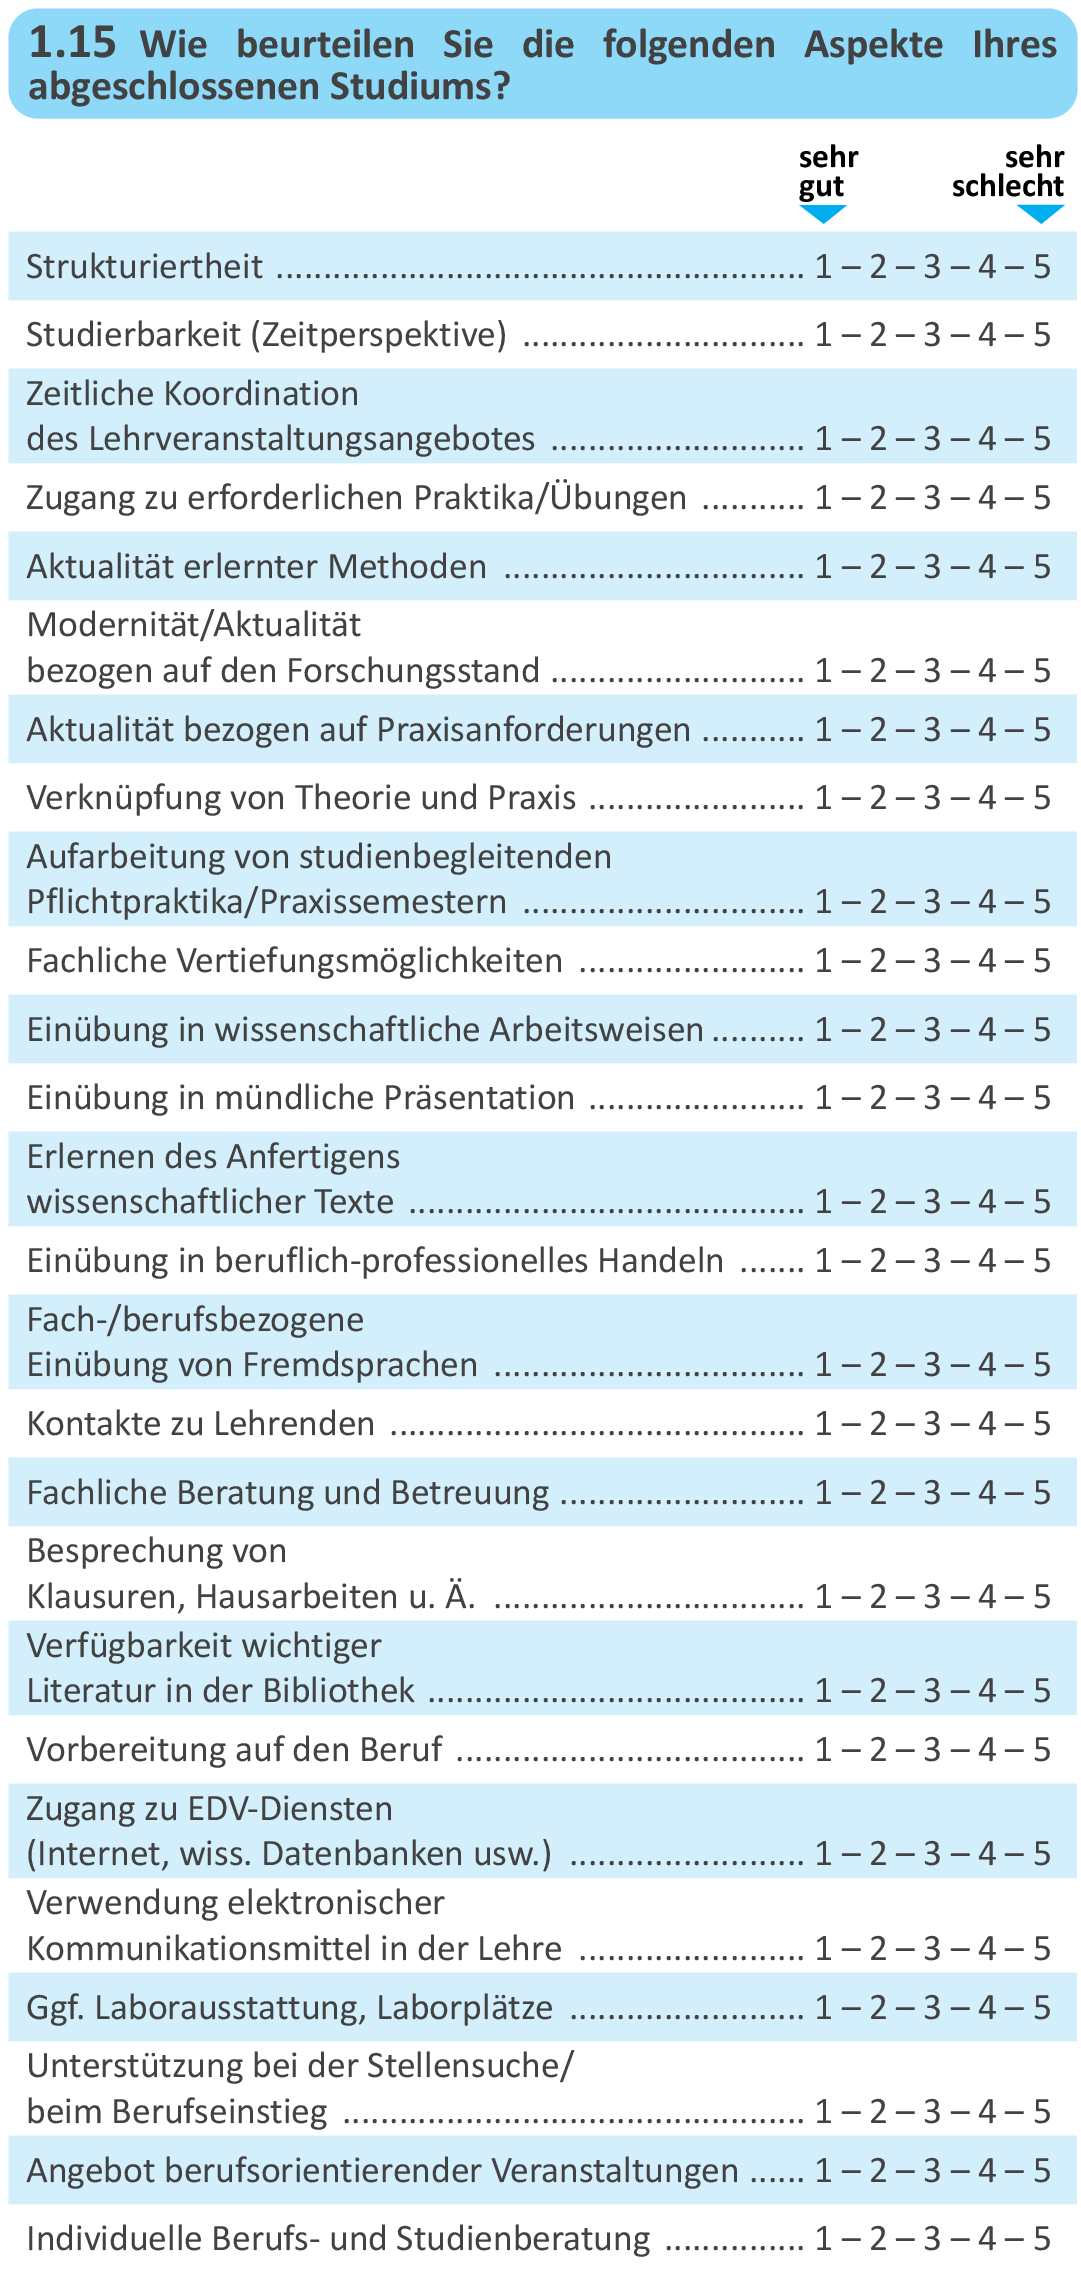 1.15 Wie beurteilen Sie die folgenden Aspekte Ihres
abgeschlossenen Studiums?
sehr gut
sehr schlecht
Strukturiertheit ........................................................ 1 – 2 – 3 – 4 – 5
Studierbarkeit (Zeitperspektive) .............................. 1 – 2 – 3 – 4 – 5
Zeitliche Koordination
des Lehrveranstaltungsangebotes ........................... 1 – 2 – 3 – 4 – 5
Zugang zu erforderlichen Praktika/Übungen ........... 1 – 2 – 3 – 4 – 5
Aktualität erlernter Methoden ................................ 1 – 2 – 3 – 4 – 5
Modernität/Aktualität
bezogen auf den Forschungsstand ........................... 1 – 2 – 3 – 4 – 5
Aktualität bezogen auf Praxisanforderungen ........... 1 – 2 – 3 – 4 – 5
Verknüpfung von Theorie und Praxis ....................... 1 – 2 – 3 – 4 – 5
Aufarbeitung von studienbegleitenden
Pflichtpraktika/Praxissemestern .............................. 1 – 2 – 3 – 4 – 5
Fachliche Vertiefungsmöglichkeiten ........................ 1 – 2 – 3 – 4 – 5
Einübung in wissenschaftliche Arbeitsweisen .......... 1 – 2 – 3 – 4 – 5
Einübung in mündliche Präsentation ....................... 1 – 2 – 3 – 4 – 5
Erlernen des Anfertigens
wissenschaftlicher Texte .......................................... 1 – 2 – 3 – 4 – 5
Einübung in beruflich-professionelles Handeln ....... 1 – 2 – 3 – 4 – 5
Fach-/berufsbezogene
Einübung von Fremdsprachen ................................. 1 – 2 – 3 – 4 – 5
Kontakte zu Lehrenden ............................................ 1 – 2 – 3 – 4 – 5
Fachliche Beratung und Betreuung .......................... 1 – 2 – 3 – 4 – 5
Besprechung von
Klausuren, Hausarbeiten u. Ä. ................................. 1 – 2 – 3 – 4 – 5
Verfügbarkeit wichtiger
Literatur in der Bibliothek ........................................ 1 – 2 – 3 – 4 – 5
Vorbereitung auf den Beruf ..................................... 1 – 2 – 3 – 4 – 5
Zugang zu EDV-Diensten
(Internet, wiss. Datenbanken usw.) ......................... 1 – 2 – 3 – 4 – 5
Verwendung elektronischer
Kommunikationsmittel in der Lehre ........................ 1 – 2 – 3 – 4 – 5
Ggf. Laborausstattung, Laborplätze ......................... 1 – 2 – 3 – 4 – 5
Unterstützung bei der Stellensuche/
beim Berufseinstieg ................................................. 1 – 2 – 3 – 4 – 5
Angebot berufsorientierender Veranstaltungen ...... 1 – 2 – 3 – 4 – 5
Individuelle Berufs- und Studienberatung ............... 1 – 2 – 3 – 4 – 5